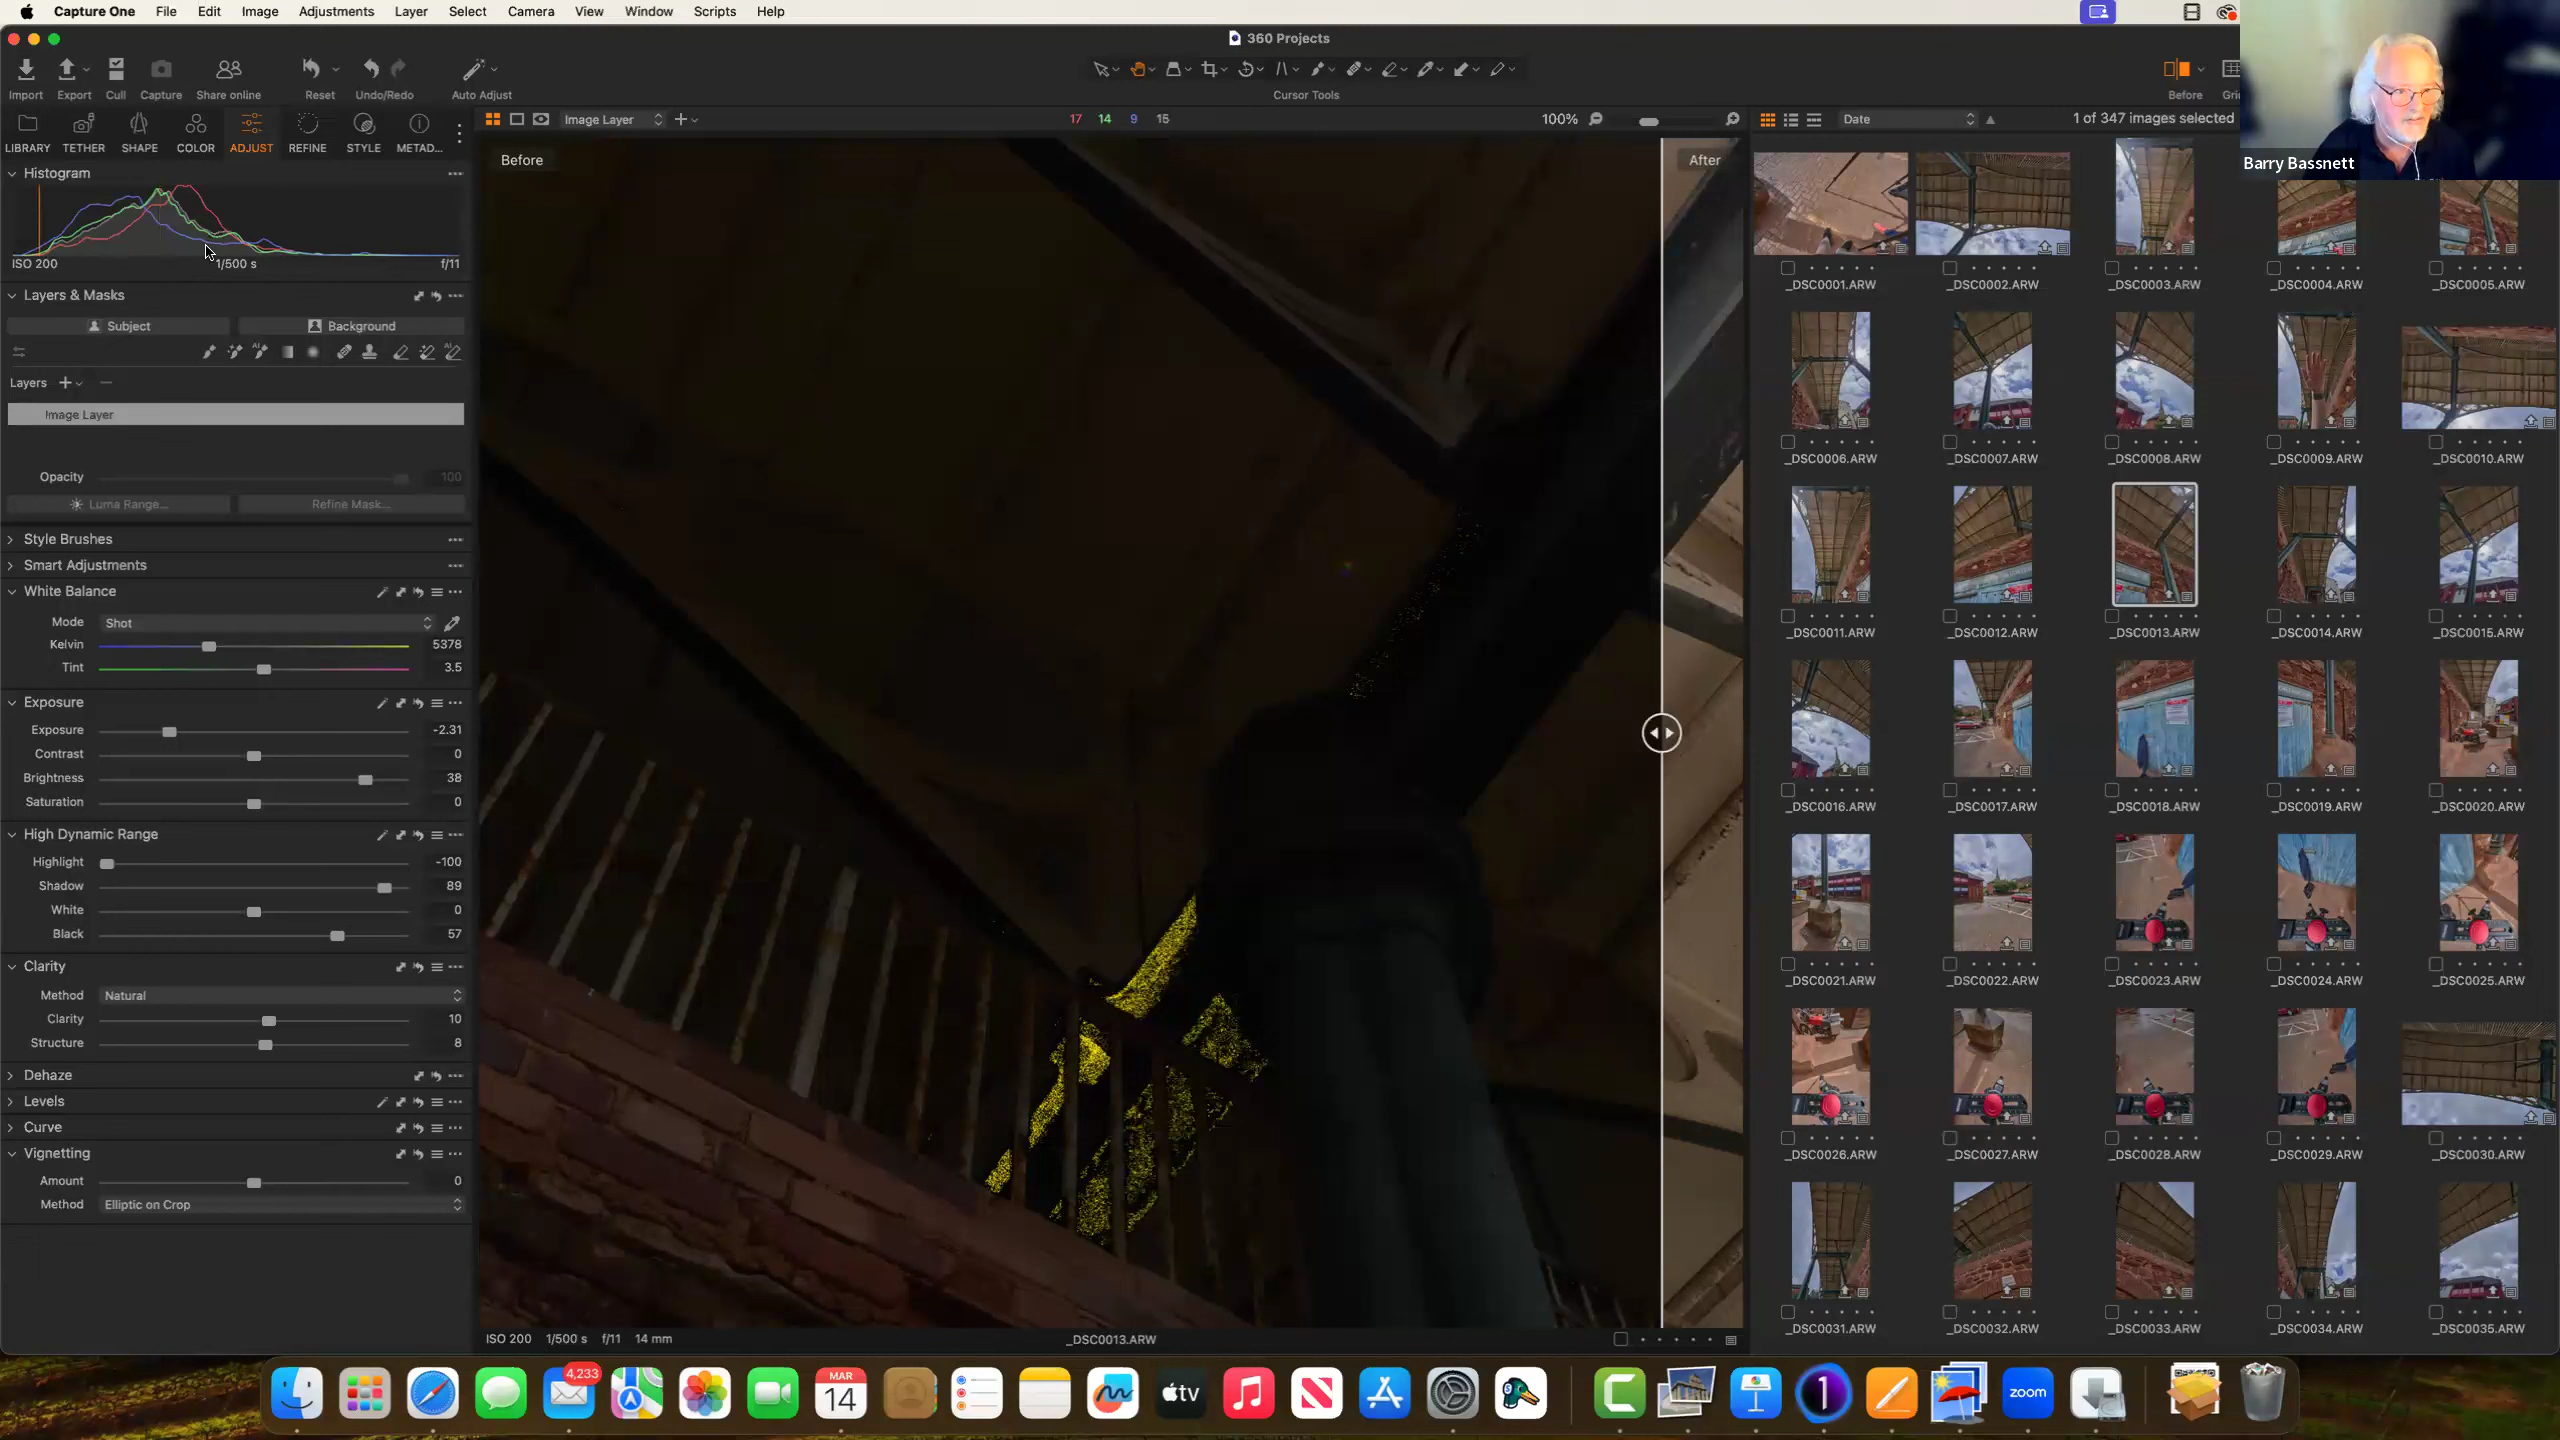 Capture One File Edit Image Adjustments Layer Select Camera View Window Scripts Help
360 Projects
Import Export Cull Capture Share online Reset Undo/Redo Auto Adjust Cursor Tools Before
Barry Bassnett
LIBRARY TETHER SHAPE COLOR ADJUST REFINE STYLE METAD...
Image Layer 17 14 9 15 100% Date 1 of 347 images selected
Before After
Histogram
ISO 200 1/500 s f/11
Layers & Masks
Subject Background
Layers
Image Layer
Opacity 100
Luma Range... Refine Mask...
Style Brushes
Smart Adjustments
White Balance
Mode Shot
Kelvin 5378
Tint 3.5
Exposure
Exposure -2.31
Contrast 0
Brightness 38
Saturation 0
High Dynamic Range
Highlight -100
Shadow 89
White 0
Black 57
Clarity
Method Natural
Clarity 10
Structure 8
Dehaze
Levels
Curve
Vignetting
Amount 0
Method Elliptic on Crop
ISO 200 1/500 s f/11 14 mm _DSC0013.ARW
_DSC0001.ARW _DSC0002.ARW _DSC0003.ARW _DSC0004.ARW _DSC0005.ARW
_DSC0006.ARW _DSC0007.ARW _DSC0008.ARW _DSC0009.ARW _DSC0010.ARW
_DSC0011.ARW _DSC0012.ARW _DSC0013.ARW _DSC0014.ARW _DSC0015.ARW
_DSC0016.ARW _DSC0017.ARW _DSC0018.ARW _DSC0019.ARW _DSC0020.ARW
_DSC0021.ARW _DSC0022.ARW _DSC0023.ARW _DSC0024.ARW _DSC0025.ARW
_DSC0026.ARW _DSC0027.ARW _DSC0028.ARW _DSC0029.ARW _DSC0030.ARW
_DSC0031.ARW _DSC0032.ARW _DSC0033.ARW _DSC0034.ARW _DSC0035.ARW
4,233
MAR
14
tv
zoom